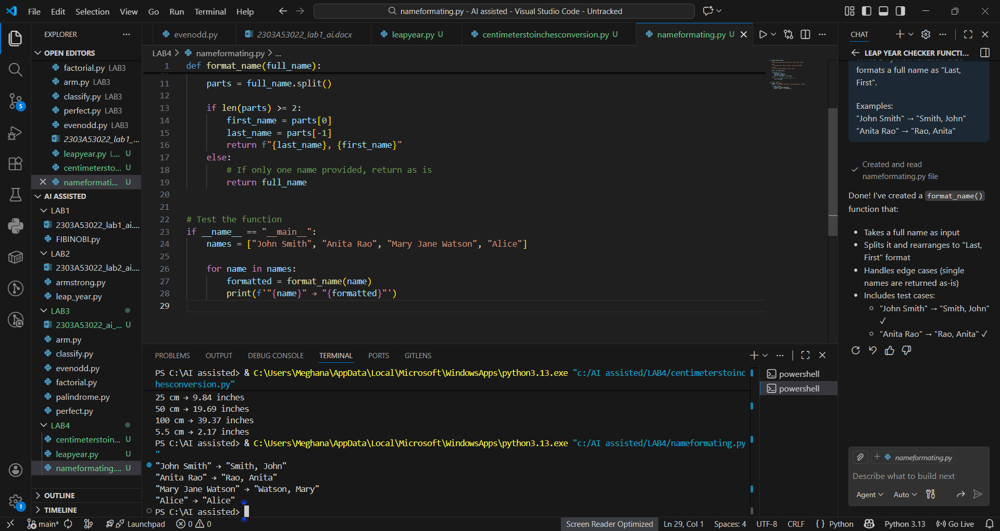 File Edit Selection View Go Run Terminal Help
nameformating.py - AI assisted - Visual Studio Code - Untracked
EXPLORER
OPEN EDITORS
factorial.py LAB3
arm.py LAB3
classify.py LAB3
perfect.py LAB3
evenodd.py LAB3
2303A53022_lab1_...
leapyear.py L... U
centimetersto... U
nameformati... U
AI ASSISTED
LAB1
2303A53022_lab1_ai....
FIBINOBI.py
LAB2
2303A53022_lab2_ai....
armstrong.py
leap_year.py
LAB3
2303A53022_ai_... U
arm.py
classify.py
evenodd.py
factorial.py
palindrome.py
perfect.py
LAB4
centimeterstoin... U
leapyear.py U
nameformating.... U
OUTLINE
TIMELINE
5
1
evenodd.py
2303A53022_lab1_ai.docx
leapyear.py U
centimeterstoinchesconversion.py U
nameformating.py U
LAB4 > nameformating.py > ...
1 def format_name(full_name):
11 parts = full_name.split()
12
13 if len(parts) >= 2:
14 first_name = parts[0]
15 last_name = parts[-1]
16 return f"{last_name}, {first_name}"
17 else:
18 # If only one name provided, return as is
19 return full_name
20
21
22 # Test the function
23 if __name__ == "__main__":
24 names = ["John Smith", "Anita Rao", "Mary Jane Watson", "Alice"]
25
26 for name in names:
27 formatted = format_name(name)
28 print(f'"{name}" → "{formatted}"')
29
PROBLEMS OUTPUT DEBUG CONSOLE TERMINAL PORTS GITLENS
PS C:\AI assisted> & C:\Users\Meghana\AppData\Local\Microsoft\WindowsApps\python3.13.exe "c:/AI assisted/LAB4/centimeterstoinc
hesconversion.py"
25 cm → 9.84 inches
50 cm → 19.69 inches
100 cm → 39.37 inches
5.5 cm → 2.17 inches
PS C:\AI assisted> & C:\Users\Meghana\AppData\Local\Microsoft\WindowsApps\python3.13.exe "c:/AI assisted/LAB4/nameformating.py
"
"John Smith" → "Smith, John"
"Anita Rao" → "Rao, Anita"
"Mary Jane Watson" → "Watson, Mary"
"Alice" → "Alice"
PS C:\AI assisted>
powershell
powershell
CHAT
LEAP YEAR CHECKER FUNCTI...
formats a full name as "Last,
First".
Examples:
"John Smith" → "Smith, John"
"Anita Rao" → "Rao, Anita"
Created and read
nameformating.py file
Done! I've created a format_name()
function that:
• Takes a full name as input
• Splits it and rearranges to "Last,
First" format
• Handles edge cases (single
names are returned as-is)
• Includes test cases:
◦ "John Smith" → "Smith, John"
✓
◦ "Anita Rao" → "Rao, Anita" ✓
nameformating.py
Describe what to build next
Agent Auto
main* Launchpad 0 0
Screen Reader Optimized Ln 29, Col 1 Spaces: 4 UTF-8 CRLF { } Python Python 3.13 Go Live